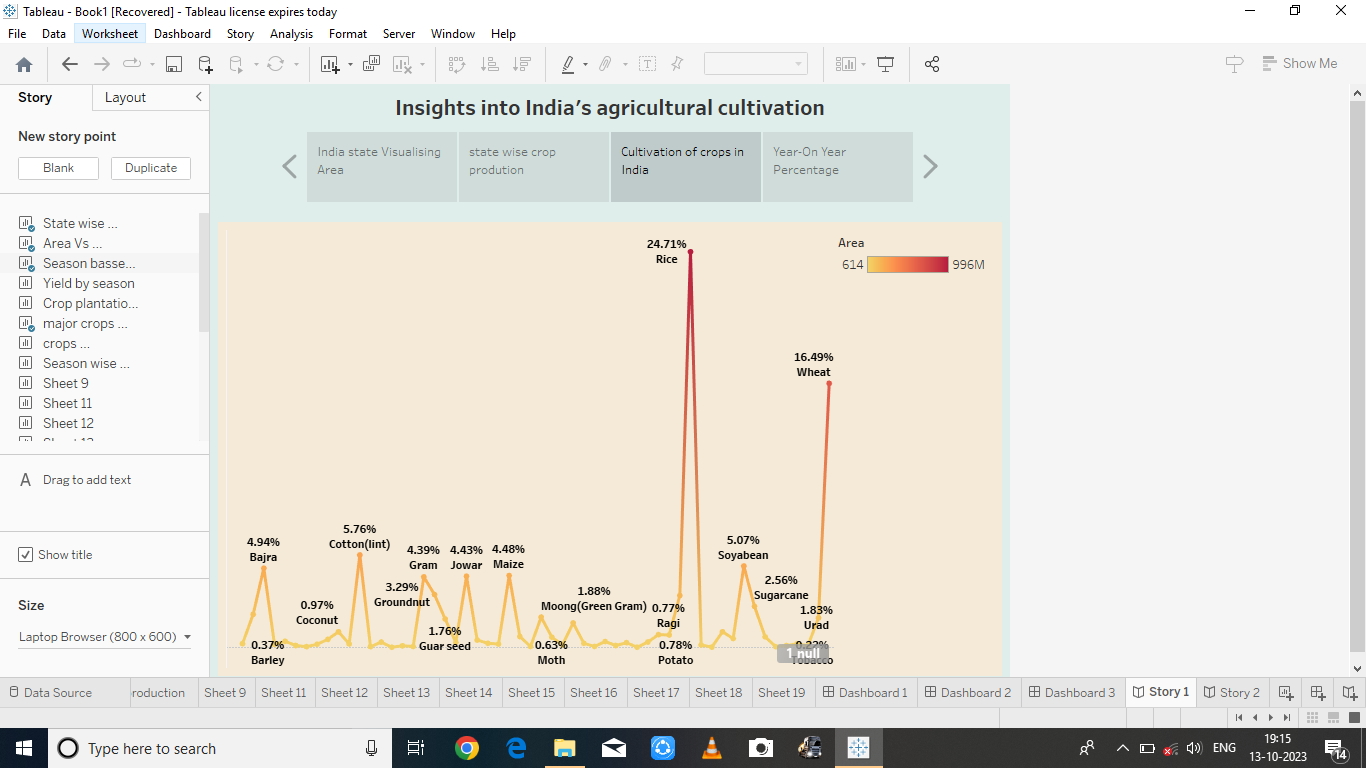 Tableau - Book1 [Recovered] - Tableau license expires today
File Data Worksheet Dashboard Story Analysis Format Server Window Help
Show Me
Story Layout
New story point
Blank Duplicate
State wise ...
Area Vs ...
Season basse...
Yield by season
Crop plantatio...
major crops ...
crops ...
Season wise ...
Sheet 9
Sheet 11
Sheet 12
A Drag to add text
Show title
Size
Laptop Browser (800 x 600)
Insights into India's agricultural cultivation
India state Visualising
Area
state wise crop
prodution
Cultivation of crops in
India
Year-On Year
Percentage
Area
614 996M
24.71%
Rice
16.49%
Wheat
4.94%
Bajra
5.76%
Cotton(lint)
4.39%
Gram
4.43%
Jowar
4.48%
Maize
5.07%
Soyabean
3.29%
Groundnut
0.97%
Coconut
1.88%
Moong(Green Gram)
2.56%
Sugarcane
0.77%
Ragi
1.83%
Urad
1.76%
Guar seed
0.37%
Barley
0.63%
Moth
0.78%
Potato
Tobacco
1 null
Data Source roduction Sheet 9 Sheet 11 Sheet 12 Sheet 13 Sheet 14 Sheet 15 Sheet 16 Sheet 17 Sheet 18 Sheet 19 Dashboard 1 Dashboard 2 Dashboard 3 Story 1 Story 2
Type here to search
ENG
19:15
13-10-2023
14